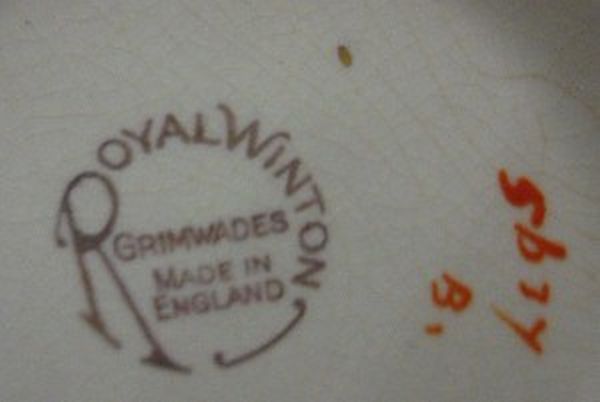 ROYAL WINTON
GRIMWADES
MADE IN
ENGLAND